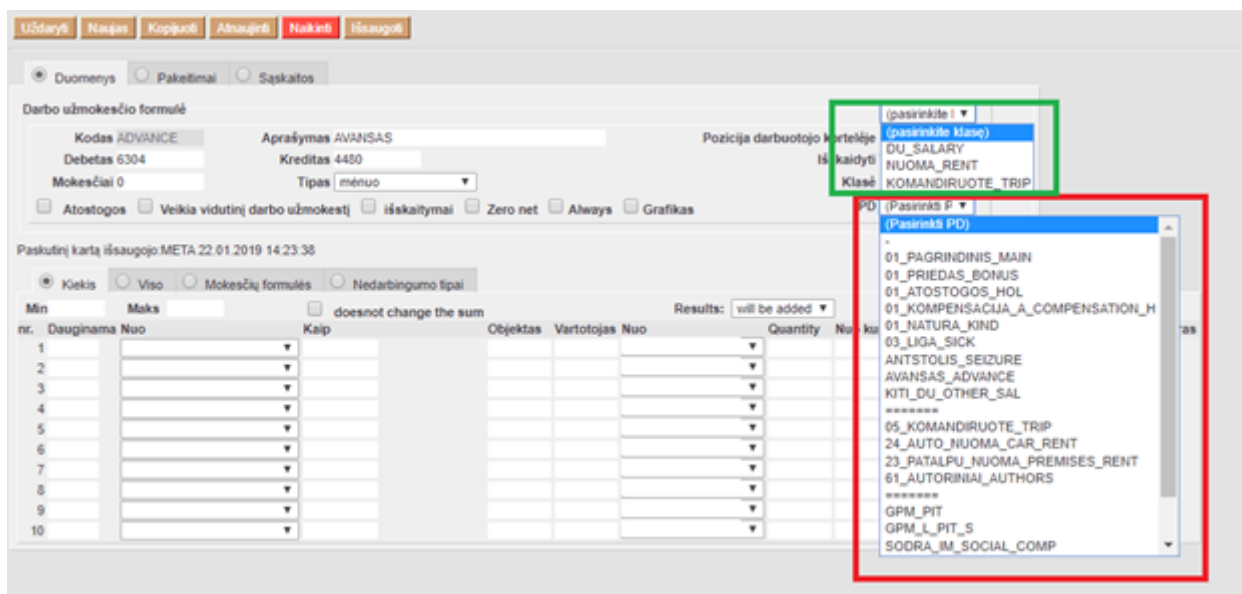 Uždaryti Naujas Kopijuoti Atnaujinti Naikinti Išsaugoti
Duomenys Pakeitimai Sąskaitos
Darbo užmokesčio formulė
Kodas ADVANCE Aprašymas AVANSAS Pozicija darbuotojo kortelėje (pasirinkite
Debetas 6304 Kreditas 4480 kaidyti
Mokesčiai 0 Tipas mėnuo Klasė
(pasirinkite klasę)
DU_SALARY
NUOMA_RENT
KOMANDIRUOTE_TRIP
Atostogos Veikia vidutinį darbo užmokestį išskaitymai Zero net Always Grafikas PD (Pasirinkti P
(Pasirinkti PD)
-
01_PAGRINDINIS_MAIN
01_PRIEDAS_BONUS
01_ATOSTOGOS_HOL
01_KOMPENSACIJA_A_COMPENSATION_H
01_NATURA_KIND
03_LIGA_SICK
ANTSTOLIS_SEIZURE
AVANSAS_ADVANCE
KITI_DU_OTHER_SAL
=======
05_KOMANDIRUOTE_TRIP
24_AUTO_NUOMA_CAR_RENT
23_PATALPU_NUOMA_PREMISES_RENT
61_AUTORINIAI_AUTHORS
=======
GPM_PIT
GPM_L_PIT_S
SODRA_IM_SOCIAL_COMP
Paskutinį kartą išsaugojo:META 22.01.2019 14:23:38
Kiekis Viso Mokesčių formulės Nedarbingumo tipai
Min Maks doesnot change the sum Results: will be added
nr. Dauginama Nuo Kaip Objektas Vartotojas Nuo Quantity
1
2
3
4
5
6
7
8
9
10